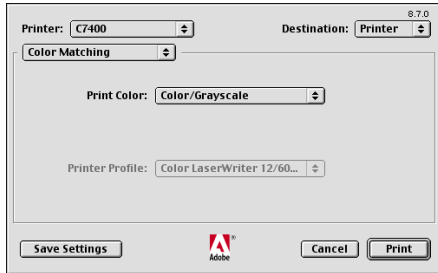 8.7.0
Printer: C7400 Destination: Printer
Color Matching
Print Color: Color/Grayscale
Printer Profile: Color LaserWriter 12/60...
Save Settings Adobe® Cancel Print